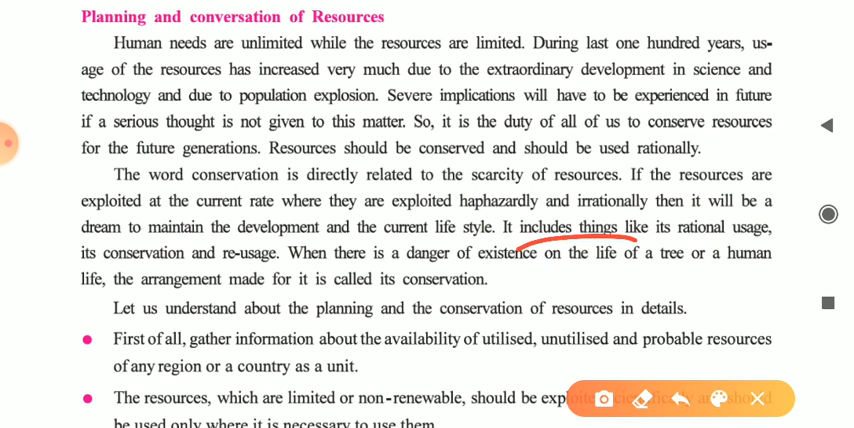 Planning and conversation of Resources
Human needs are unlimited while the resources are limited. During last one hundred years, us-
age of the resources has increased very much due to the extraordinary development in science and
technology and due to population explosion. Severe implications will have to be experienced in future
if a serious thought is not given to this matter. So, it is the duty of all of us to conserve resources
for the future generations. Resources should be conserved and should be used rationally.
The word conservation is directly related to the scarcity of resources. If the resources are
exploited at the current rate where they are exploited haphazardly and irrationally then it will be a
dream to maintain the development and the current life style. It includes things like its rational usage,
its conservation and re-usage. When there is a danger of existence on the life of a tree or a human
life, the arrangement made for it is called its conservation.
Let us understand about the planning and the conservation of resources in details.
First of all, gather information about the availability of utilised, unutilised and probable resources
of any region or a country as a unit.
The resources, which are limited or non-renewable, should be
be used only where it is necessary to use them.